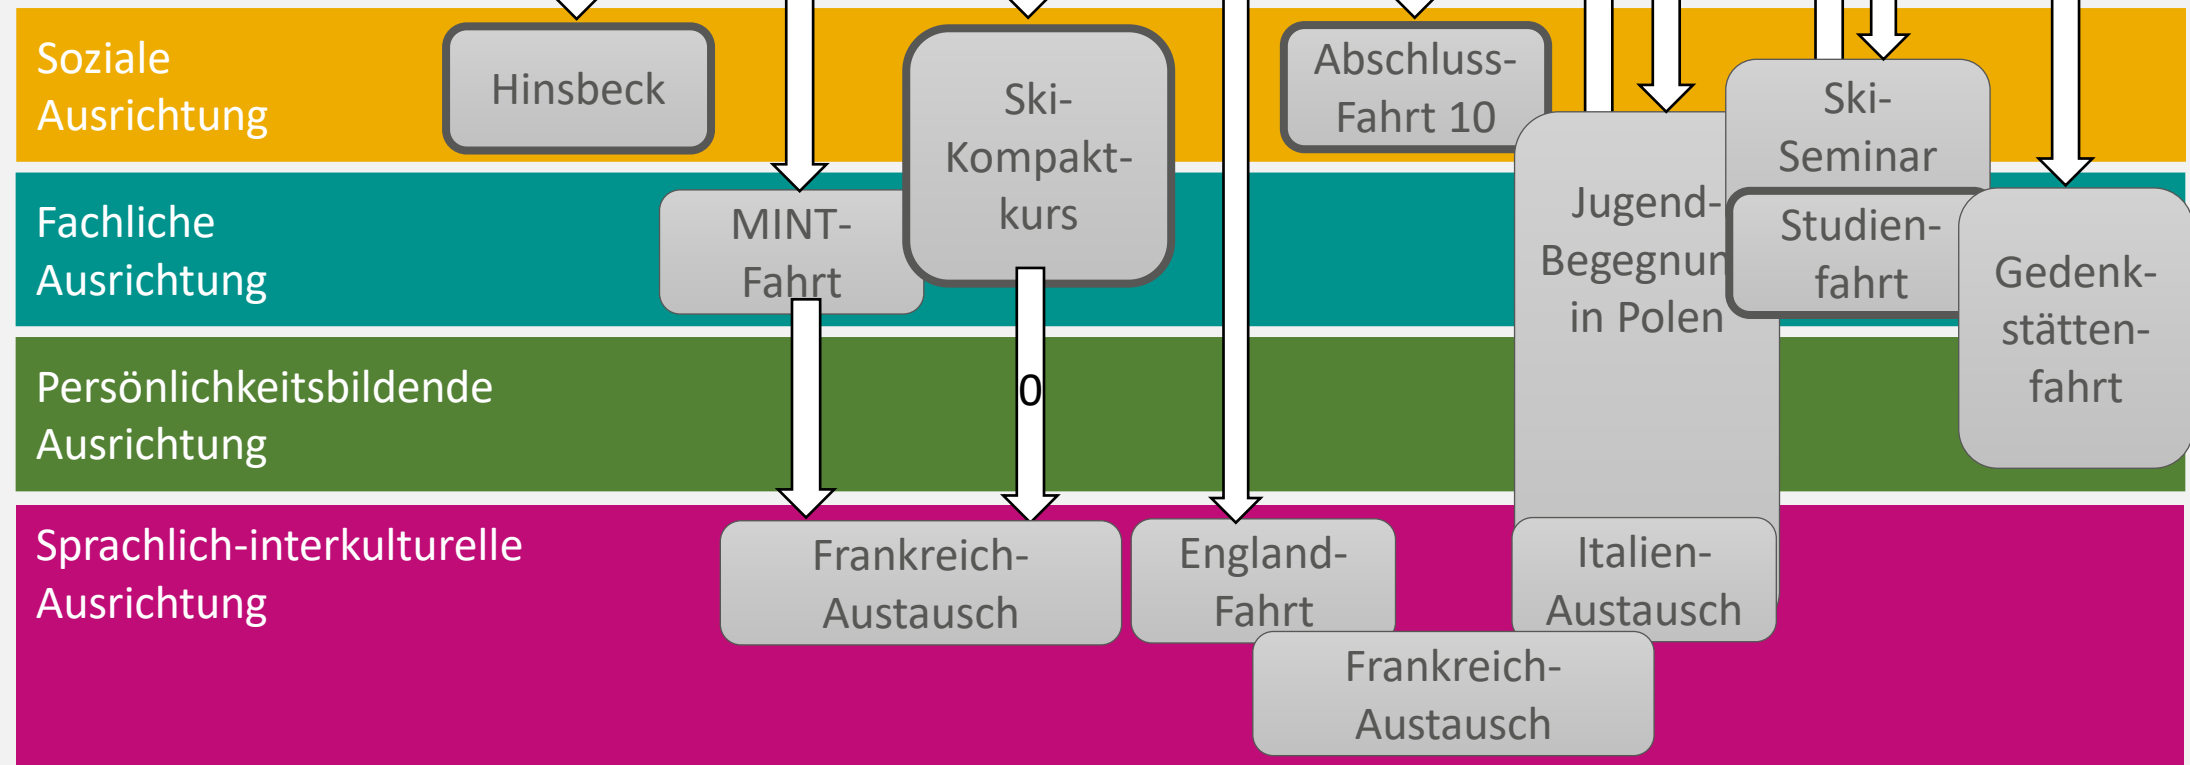 Soziale
Ausrichtung
Hinsbeck
Ski-
Kompakt-
kurs
Abschluss-
Fahrt 10
Ski-
Seminar
Fachliche
Ausrichtung
MINT-
Fahrt
Jugend-
Begegnun
in Polen
Studien-
fahrt
Gedenk-
stätten-
fahrt
Persönlichkeitsbildende
Ausrichtung
0
Sprachlich-interkulturelle
Ausrichtung
Frankreich-
Austausch
England-
Fahrt
Italien-
Austausch
Frankreich-
Austausch